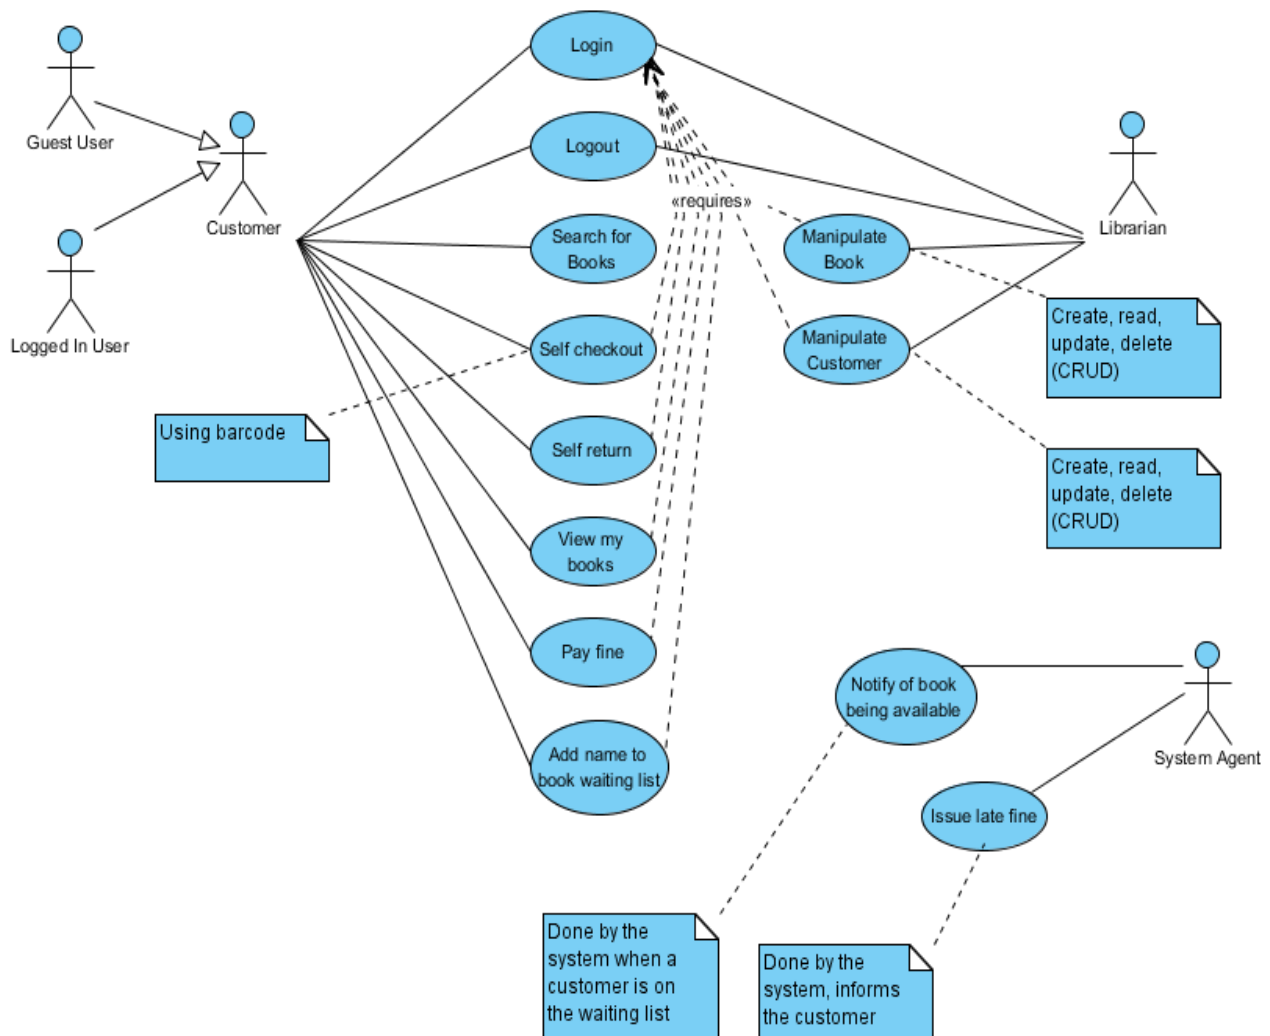 Login
Guest User
Logout
Customer
Librarian
«requires»
Search for
Books
Manipulate
Book
Logged In User
Self checkout
Manipulate
Customer
Create, read,
update, delete
(CRUD)
Using barcode
Self return
Create, read,
update, delete
(CRUD)
View my
books
Pay fine
Notify of book
being available
Add name to
book waiting list
System Agent
Issue late fine
Done by the
system when a
customer is on
the waiting list
Done by the
system, informs
the customer